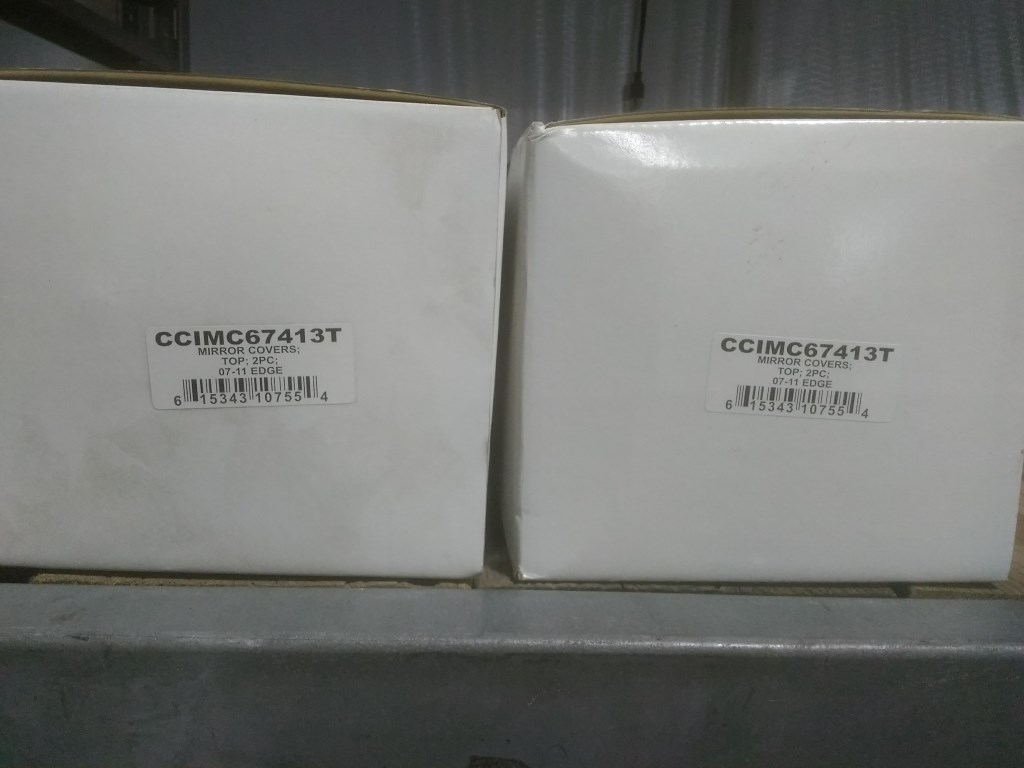 CCIMC67413T
MIRROR COVERS;
TOP; 2PC;
07-11 EDGE
6 15343 10755 4
CCIMC67413T
MIRROR COVERS;
TOP; 2PC;
07-11 EDGE
6 15343 10755 4